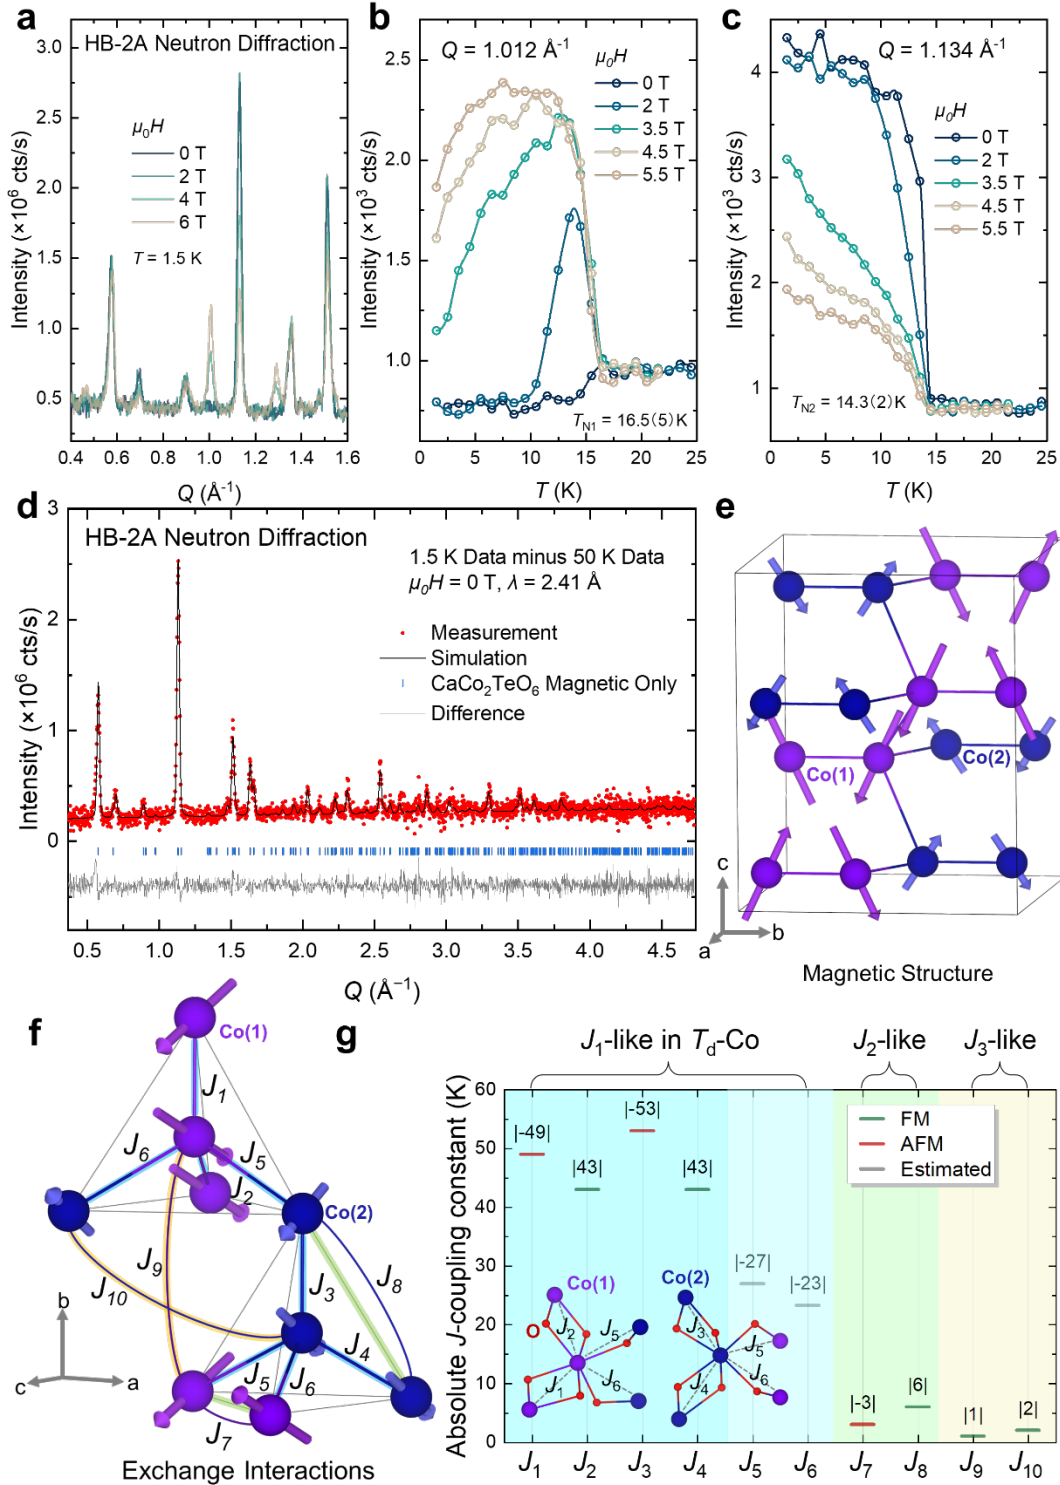 a
HB-2A Neutron Diffraction
Intensity (×10⁶ cts/s)
3.0
2.5
2.0
1.5
1.0
0.5
μ₀H
0 T
2 T
4 T
6 T
T = 1.5 K
0.4 0.6 0.8 1.0 1.2 1.4 1.6
Q (Å⁻¹)
b
Q = 1.012 Å⁻¹
Intensity (×10³ cts/s)
2.5
2.0
1.5
1.0
μ₀H
0 T
2 T
3.5 T
4.5 T
5.5 T
T_N1 = 16.5(5) K
0 5 10 15 20 25
T (K)
c
Q = 1.134 Å⁻¹
Intensity (×10³ cts/s)
4
3
2
1
μ₀H
0 T
2 T
3.5 T
4.5 T
5.5 T
T_N2 = 14.3(2) K
0 5 10 15 20 25
T (K)
d
HB-2A Neutron Diffraction
1.5 K Data minus 50 K Data
μ₀H = 0 T, λ = 2.41 Å
Measurement
Simulation
CaCo₂TeO₆ Magnetic Only
Difference
Intensity (×10⁶ cts/s)
3
2
1
0
0.5 1.0 1.5 2.0 2.5 3.0 3.5 4.0 4.5
Q (Å⁻¹)
e
Co(1)
Co(2)
c
a
b
Magnetic Structure
f
Co(1)
J₁
J₆
J₅
J₂
Co(2)
J₉
J₁₀
J₃
J₈
J₄
J₅
J₆
J₇
b
c
a
Exchange Interactions
g
J₁-like in T_d-Co
J₂-like
J₃-like
Absolute J-coupling constant (K)
60
50
40
30
20
10
0
|-49|
|43|
|-53|
|43|
|-27|
|-23|
|-3|
|6|
|1|
|2|
FM
AFM
Estimated
Co(1)
O
J₂
J₅
J₁
J₆
Co(2)
J₃
J₅
J₄
J₆
J₁ J₂ J₃ J₄ J₅ J₆ J₇ J₈ J₉ J₁₀